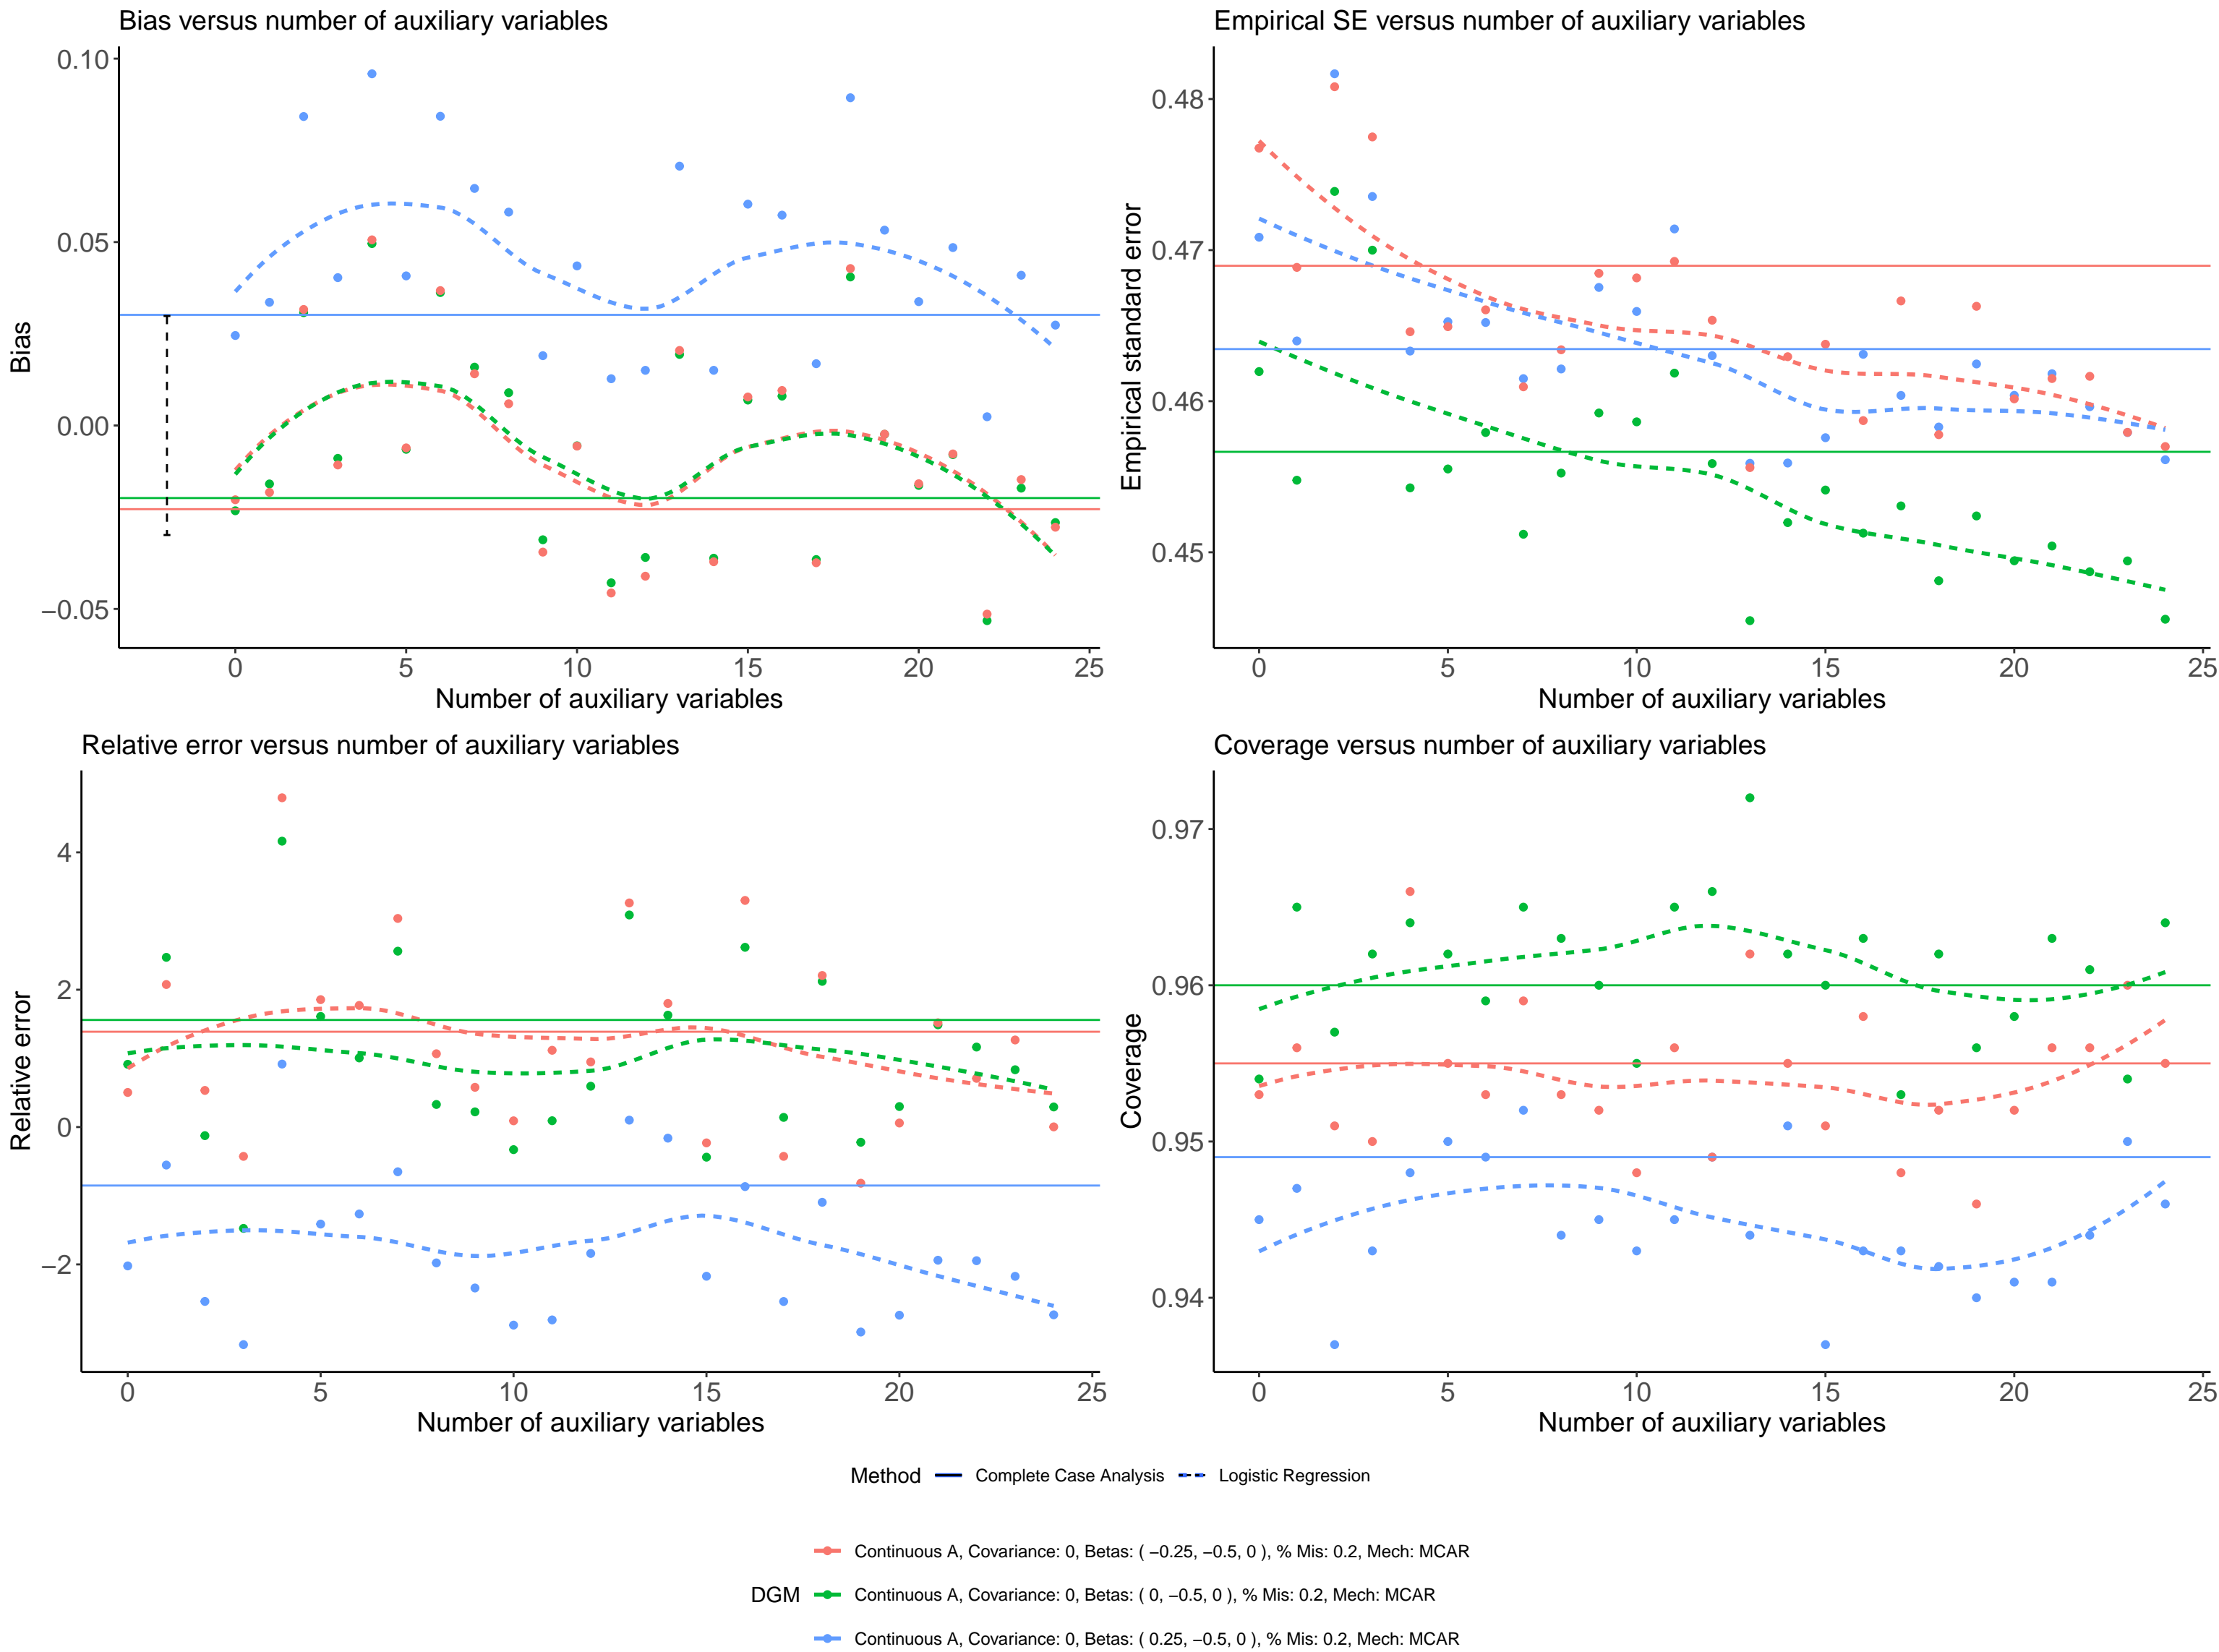 Bias versus number of auxiliary variables
0.10
0.05
0.00
−0.05
Bias
0 5 10 15 20 25
Number of auxiliary variables
Empirical SE versus number of auxiliary variables
0.48
0.47
0.46
0.45
Empirical standard error
0 5 10 15 20 25
Number of auxiliary variables
Relative error versus number of auxiliary variables
4
2
0
−2
Relative error
0 5 10 15 20 25
Number of auxiliary variables
Coverage versus number of auxiliary variables
0.97
0.96
0.95
0.94
Coverage
0 5 10 15 20 25
Number of auxiliary variables
Method Complete Case Analysis Logistic Regression
Continuous A, Covariance: 0, Betas: ( −0.25, −0.5, 0 ), % Mis: 0.2, Mech: MCAR
DGM Continuous A, Covariance: 0, Betas: ( 0, −0.5, 0 ), % Mis: 0.2, Mech: MCAR
Continuous A, Covariance: 0, Betas: ( 0.25, −0.5, 0 ), % Mis: 0.2, Mech: MCAR